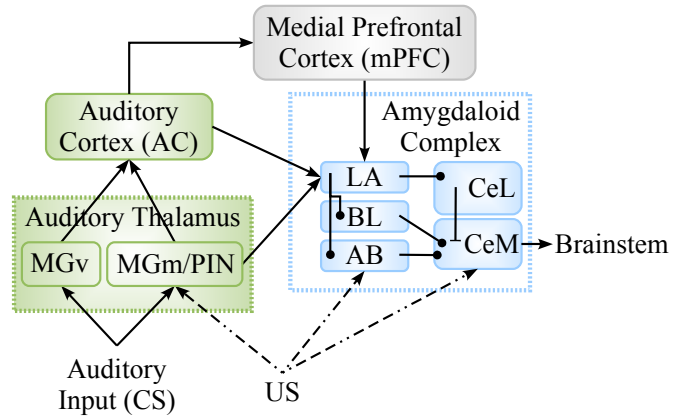 Medial Prefrontal
Cortex (mPFC)
Auditory
Cortex (AC)
Amygdaloid
Complex
LA
CeL
Auditory Thalamus
BL
MGv
MGm/PIN
AB
CeM
Brainstem
Auditory
Input (CS)
US